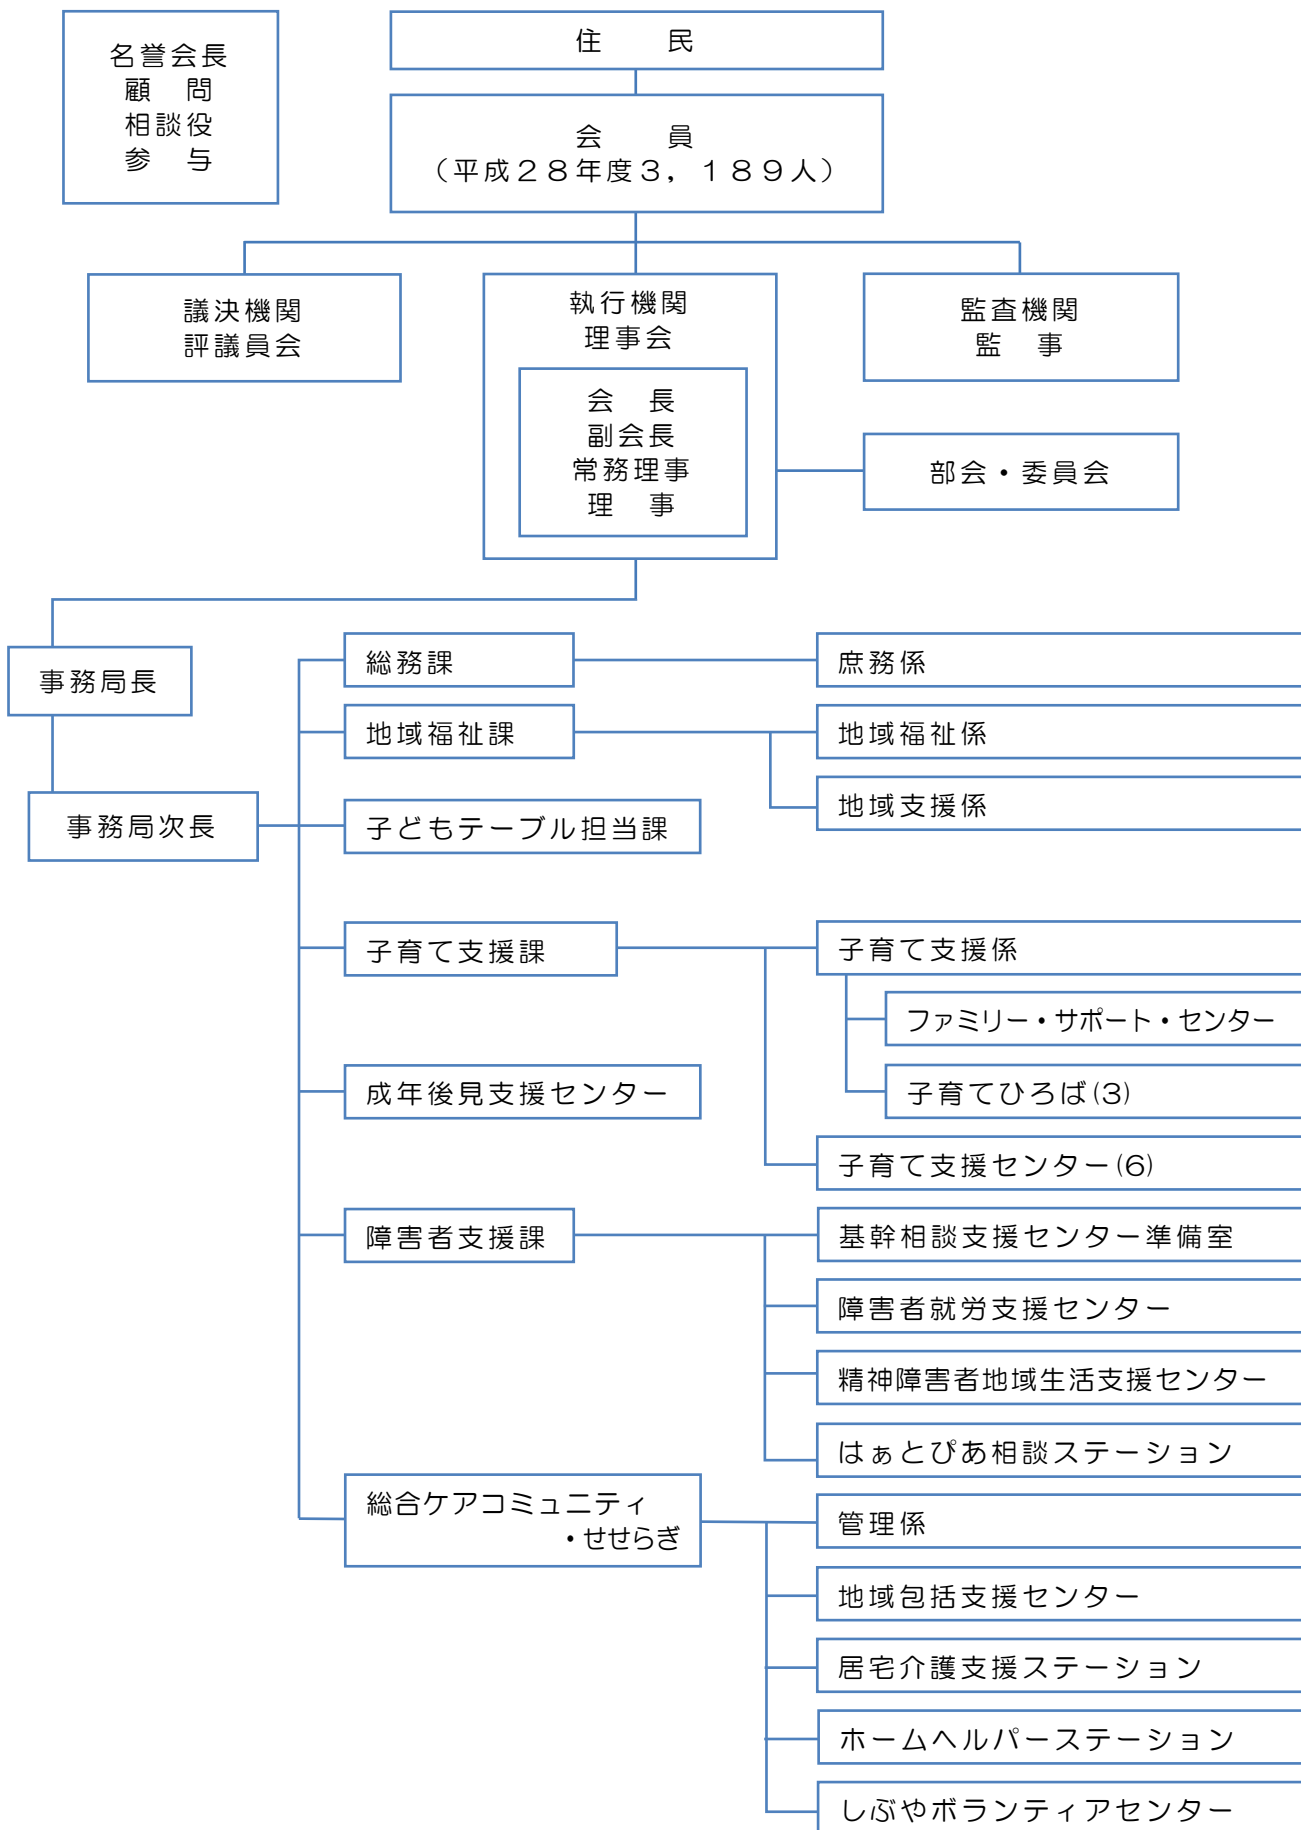 名誉会長
顧　問
相談役
参　与
住　　民
会　　員
（平成２８年度３，１８９人）
議決機関
評議員会
執行機関
理事会
会　長
副会長
常務理事
理　事
監査機関
監　事
部会・委員会
事務局長
事務局次長
総務課
庶務係
地域福祉課
地域福祉係
地域支援係
子どもテーブル担当課
子育て支援課
子育て支援係
ファミリー・サポート・センター
子育てひろば(3)
子育て支援センター(6)
成年後見支援センター
障害者支援課
基幹相談支援センター準備室
障害者就労支援センター
精神障害者地域生活支援センター
はぁとぴあ相談ステーション
総合ケアコミュニティ
・せせらぎ
管理係
地域包括支援センター
居宅介護支援ステーション
ホームヘルパーステーション
しぶやボランティアセンター